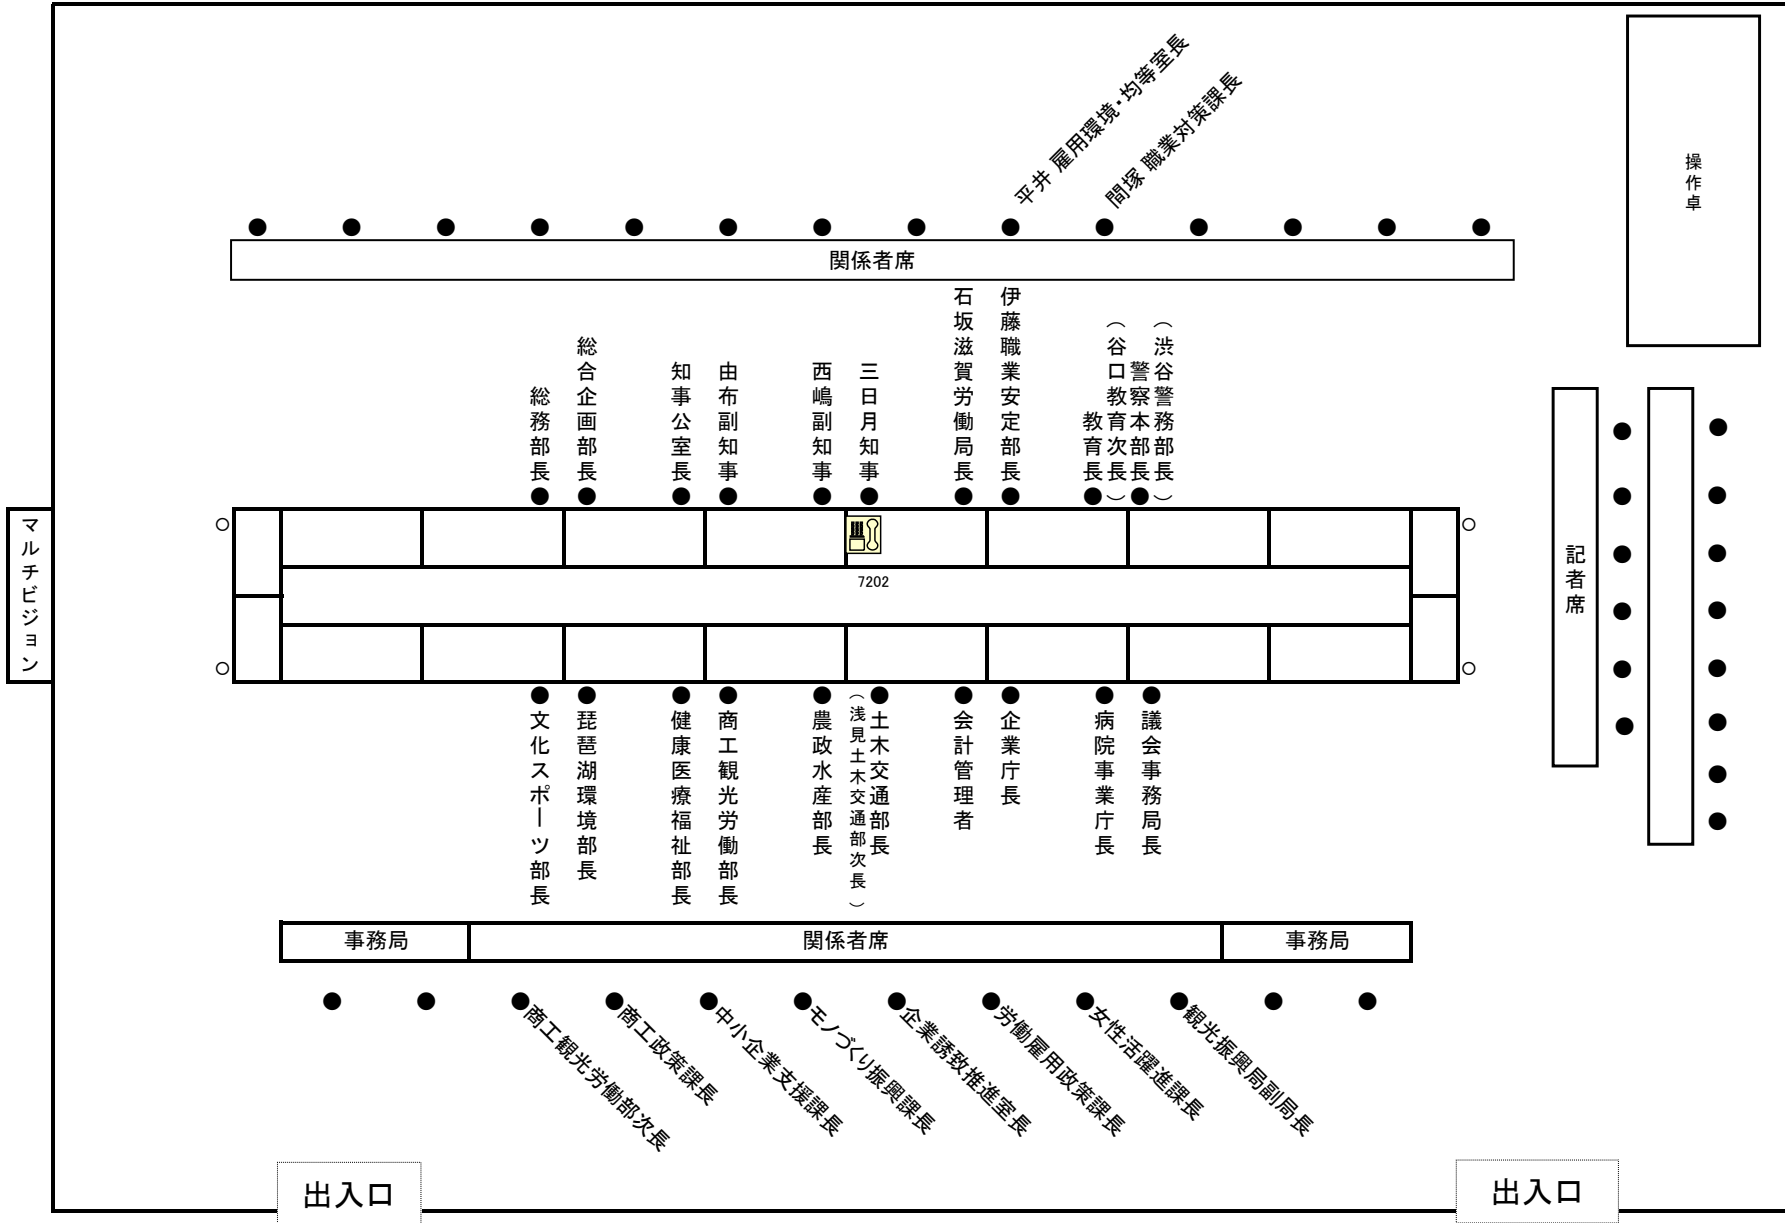 平井 雇用環境・均等室長
間塚 職業対策課長
操作卓
関係者席
総務部長
総合企画部長
知事公室長
由布副知事
西嶋副知事
三日月知事
石坂滋賀労働局長
伊藤職業安定部長
教育長
（谷口教育次長）
警察本部長
（渋谷警務部長）
マルチビジョン
7202
記者席
文化スポーツ部長
琵琶湖環境部長
健康医療福祉部長
商工観光労働部長
農政水産部長
（浅見土木交通部次長）
土木交通部長
会計管理者
企業庁長
病院事業庁長
議会事務局長
事務局
関係者席
事務局
商工観光労働部次長
商工政策課長
中小企業支援課長
モノづくり振興課長
企業誘致推進室長
労働雇用政策課長
女性活躍進課長
観光振興局副局長
出入口
出入口